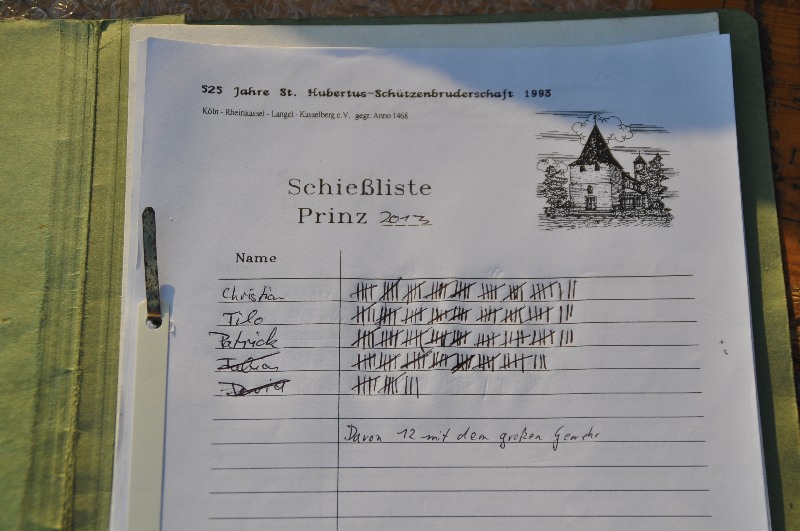 525 Jahre St. Hubertus-Schützenbruderschaft 1993
Köln - Rheinkassel - Langel - Kasselberg e.V. gegr. Anno 1468
Schießliste
Prinz 2013
Name
Christian
Tilo
Patrick
Julian
David
Davon 12 mit dem großen Gewehr